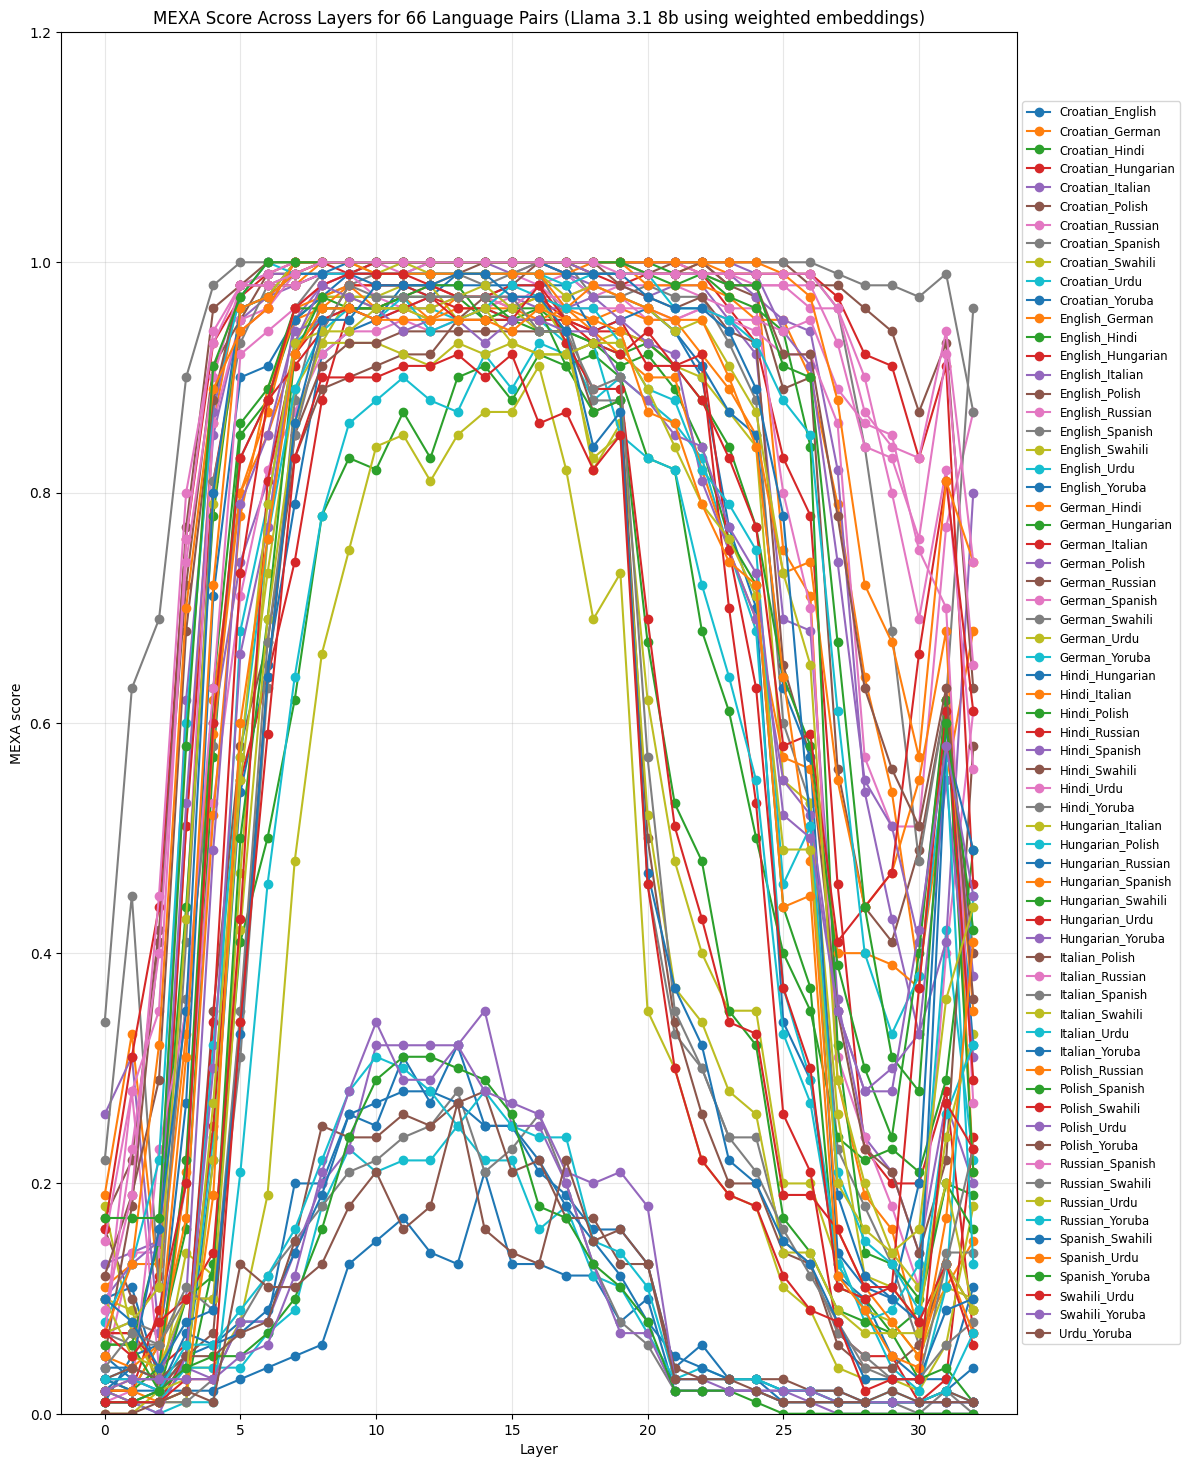 MEXA Score Across Layers for 66 Language Pairs (Llama 3.1 8b using weighted embeddings)
1.2
1.0
0.8
0.6
0.4
0.2
0.0
MEXA score
0 5 10 15 20 25 30
Layer
Croatian_English
Croatian_German
Croatian_Hindi
Croatian_Hungarian
Croatian_Italian
Croatian_Polish
Croatian_Russian
Croatian_Spanish
Croatian_Swahili
Croatian_Urdu
Croatian_Yoruba
English_German
English_Hindi
English_Hungarian
English_Italian
English_Polish
English_Russian
English_Spanish
English_Swahili
English_Urdu
English_Yoruba
German_Hindi
German_Hungarian
German_Italian
German_Polish
German_Russian
German_Spanish
German_Swahili
German_Urdu
German_Yoruba
Hindi_Hungarian
Hindi_Italian
Hindi_Polish
Hindi_Russian
Hindi_Spanish
Hindi_Swahili
Hindi_Urdu
Hindi_Yoruba
Hungarian_Italian
Hungarian_Polish
Hungarian_Russian
Hungarian_Spanish
Hungarian_Swahili
Hungarian_Urdu
Hungarian_Yoruba
Italian_Polish
Italian_Russian
Italian_Spanish
Italian_Swahili
Italian_Urdu
Italian_Yoruba
Polish_Russian
Polish_Spanish
Polish_Swahili
Polish_Urdu
Polish_Yoruba
Russian_Spanish
Russian_Swahili
Russian_Urdu
Russian_Yoruba
Spanish_Swahili
Spanish_Urdu
Spanish_Yoruba
Swahili_Urdu
Swahili_Yoruba
Urdu_Yoruba